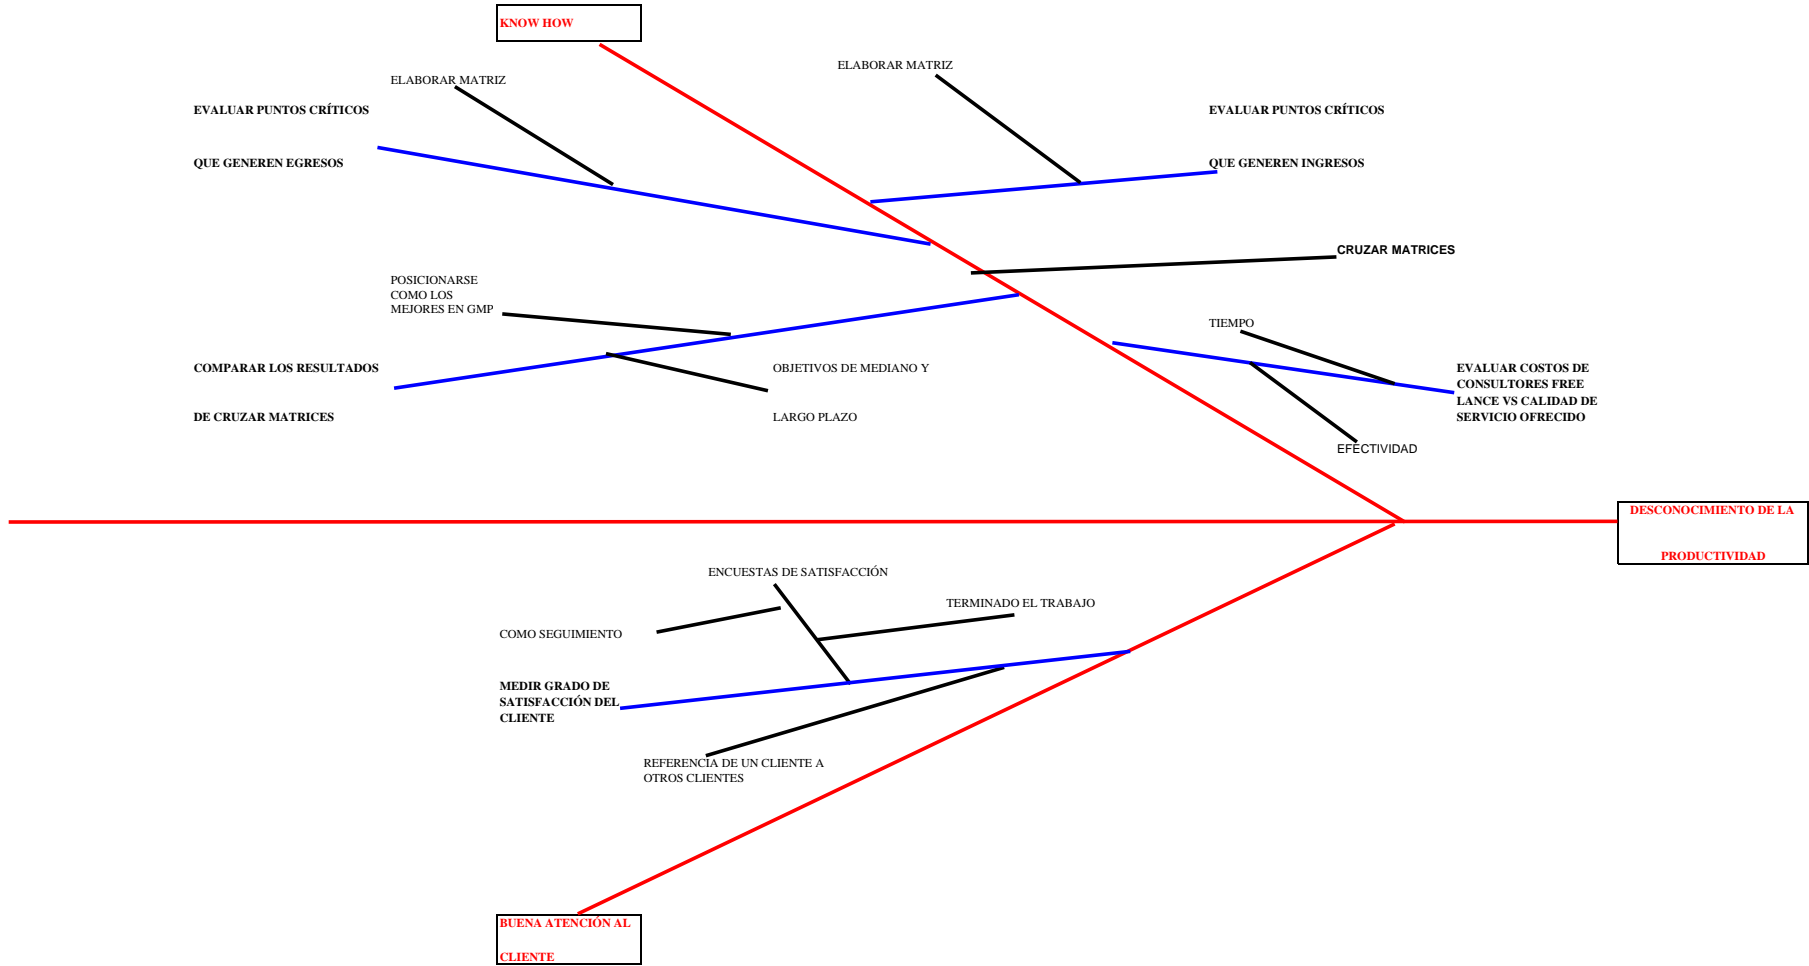 KNOW HOW
ELABORAR MATRIZ
ELABORAR MATRIZ
EVALUAR PUNTOS CRÍTICOS
QUE GENEREN EGRESOS
EVALUAR PUNTOS CRÍTICOS
QUE GENEREN INGRESOS
CRUZAR MATRICES
POSICIONARSE
COMO LOS
MEJORES EN GMP
TIEMPO
COMPARAR LOS RESULTADOS
DE CRUZAR MATRICES
OBJETIVOS DE MEDIANO Y
LARGO PLAZO
EVALUAR COSTOS DE
CONSULTORES FREE
LANCE VS CALIDAD DE
SERVICIO OFRECIDO
EFECTIVIDAD
DESCONOCIMIENTO DE LA
PRODUCTIVIDAD
ENCUESTAS DE SATISFACCIÓN
TERMINADO EL TRABAJO
COMO SEGUIMIENTO
MEDIR GRADO DE
SATISFACCIÓN DEL
CLIENTE
REFERENCIA DE UN CLIENTE A
OTROS CLIENTES
BUENA ATENCIÓN AL
CLIENTE